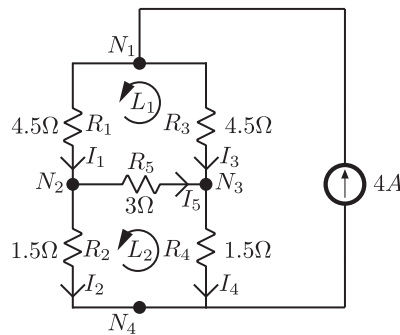 N₁
4.5Ω R₁ L₁ R₃ 4.5Ω
I₁ R₅ I₃
N₂ 3Ω I₅ N₃ 4A
1.5Ω R₂ L₂ R₄ 1.5Ω
I₂ I₄
N₄